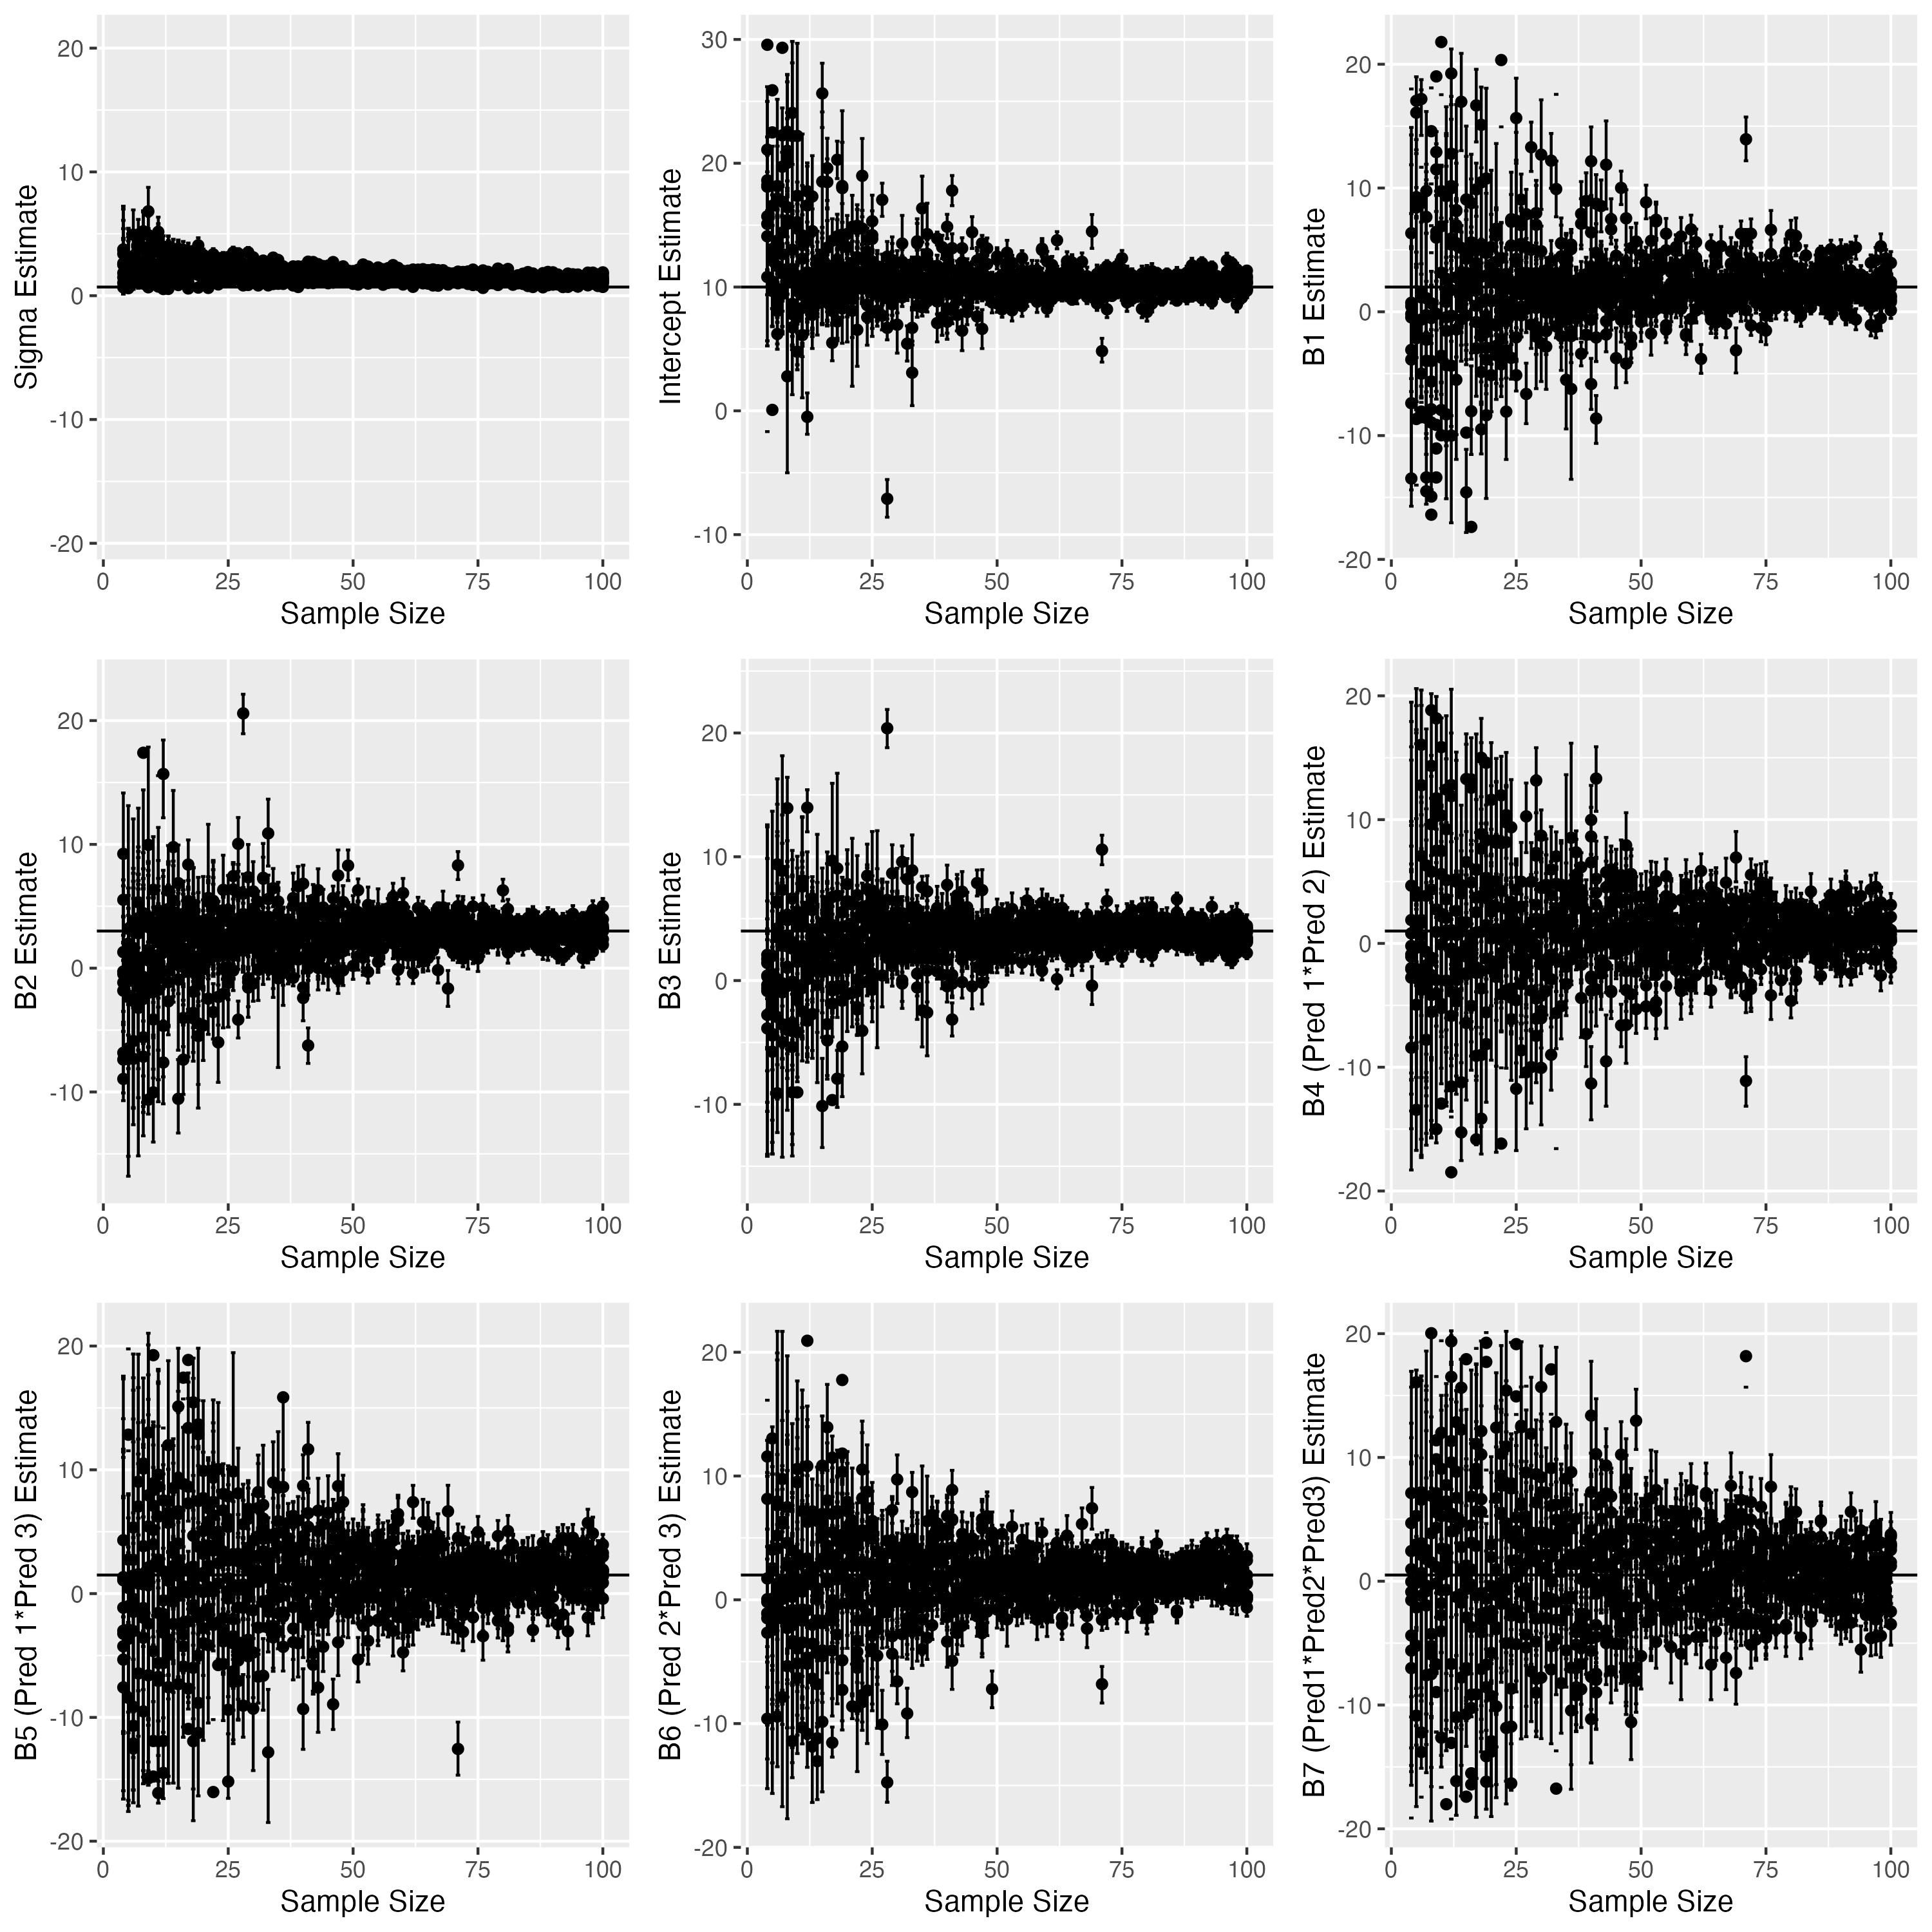 Sigma Estimate
20
10
0
-10
-20
0 25 50 75 100
Sample Size
Intercept Estimate
30
20
10
0
-10
0 25 50 75 100
Sample Size
B1 Estimate
20
10
0
-10
-20
0 25 50 75 100
Sample Size
B2 Estimate
20
10
0
-10
0 25 50 75 100
Sample Size
B3 Estimate
20
10
0
-10
0 25 50 75 100
Sample Size
B4 (Pred 1*Pred 2) Estimate
20
10
0
-10
-20
0 25 50 75 100
Sample Size
B5 (Pred 1*Pred 3) Estimate
20
10
0
-10
-20
0 25 50 75 100
Sample Size
B6 (Pred 2*Pred 3) Estimate
20
10
0
-10
-20
0 25 50 75 100
Sample Size
B7 (Pred1*Pred2*Pred3) Estimate
20
10
0
-10
-20
0 25 50 75 100
Sample Size